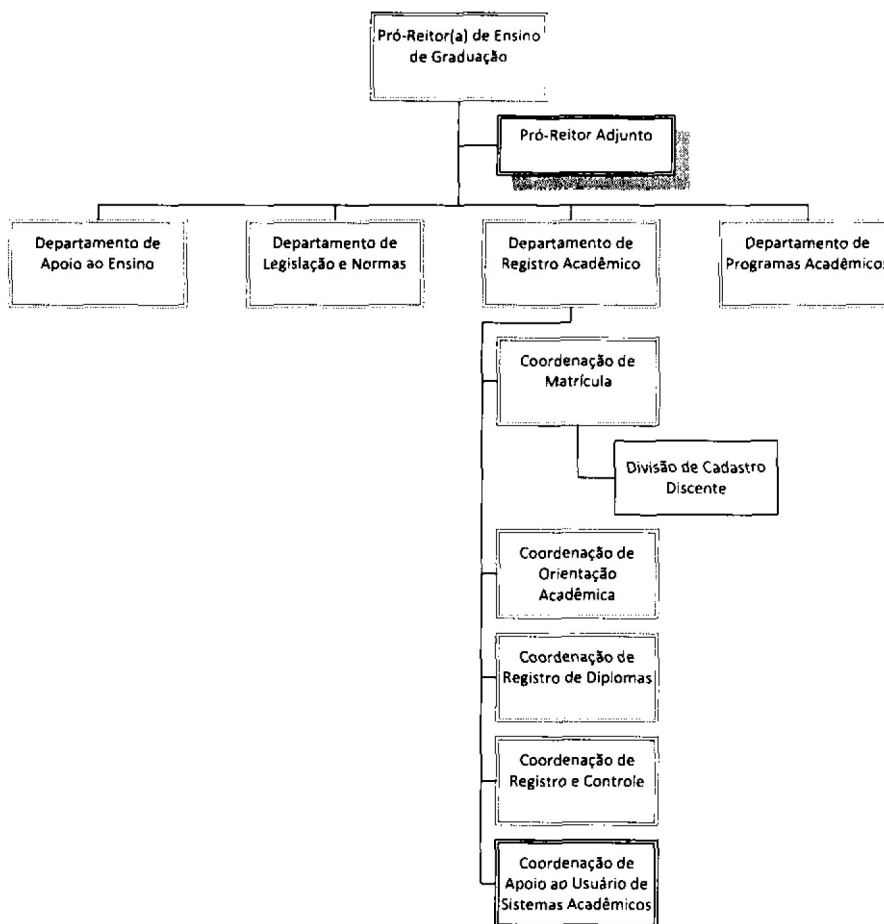 Pró-Reitor(a) de Ensino
de Graduação
Pró-Reitor Adjunto
Departamento de
Apoio ao Ensino
Departamento de
Legislação e Normas
Departamento de
Registro Acadêmico
Departamento de
Programas Acadêmicos
Coordenação de
Matrícula
Divisão de Cadastro
Discente
Coordenação de
Orientação
Acadêmica
Coordenação de
Registro de Diplomas
Coordenação de
Registro e Controle
Coordenação de
Apoio ao Usuário de
Sistemas Acadêmicos